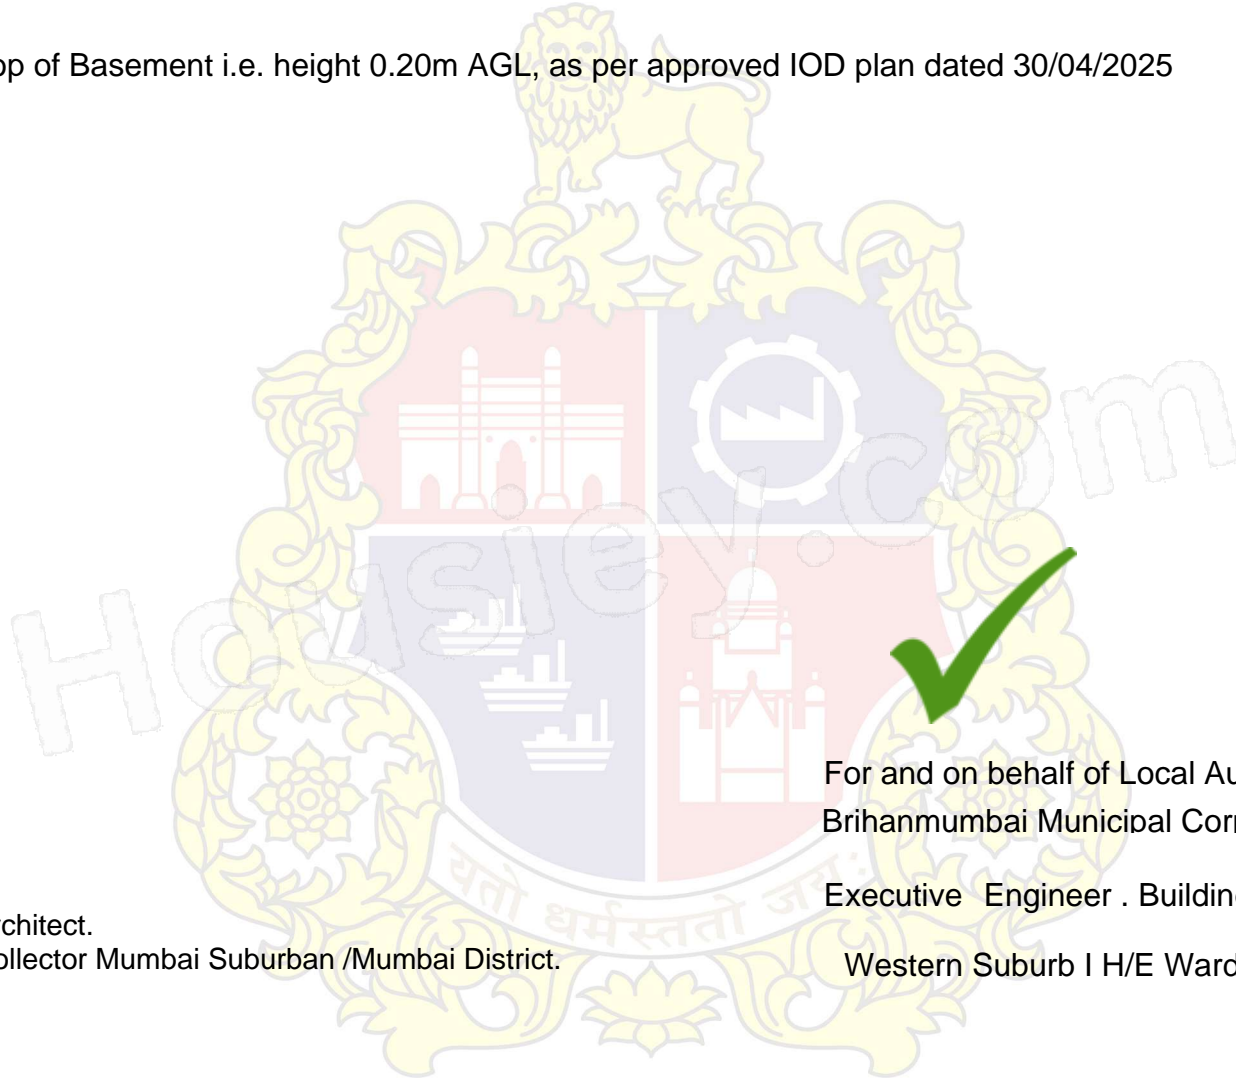 op of Basement i.e. height 0.20m AGL, as per approved IOD plan dated 30/04/2025
Housiey.com
For and on behalf of Local Au
Brihanmumbai Municipal Cor
Executive Engineer . Buildin
Western Suburb I H/E Ward
chitect.
ollector Mumbai Suburban /Mumbai District.
यतो धर्मस्ततो जय: